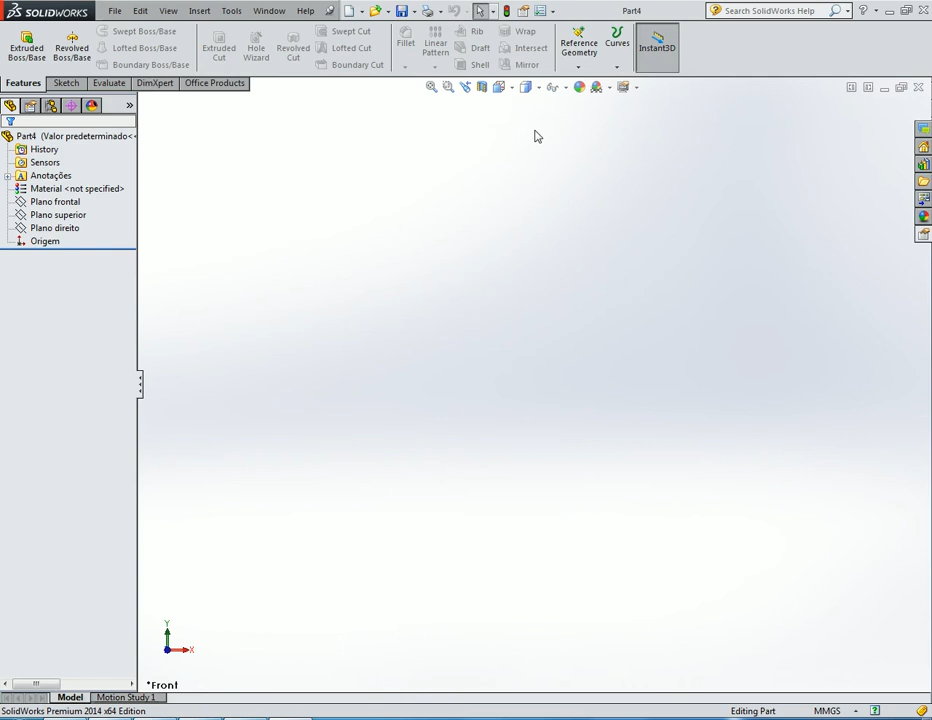 SOLIDWORKS File Edit View Insert Tools Window Help Part4 Search SolidWorks Help
Extruded Boss/Base
Revolved Boss/Base
Swept Boss/Base
Lofted Boss/Base
Boundary Boss/Base
Extruded Cut
Hole Wizard
Revolved Cut
Swept Cut
Lofted Cut
Boundary Cut
Fillet
Linear Pattern
Rib
Draft
Shell
Wrap
Intersect
Mirror
Reference Geometry
Curves
Instant3D
Features Sketch Evaluate DimXpert Office Products
Part4 (Valor predeterminado<
History
Sensors
Anotações
Material <not specified>
Plano frontal
Plano superior
Plano direito
Origem
Y
X
*Front
Model Motion Study 1
SolidWorks Premium 2014 x64 Edition Editing Part MMGS